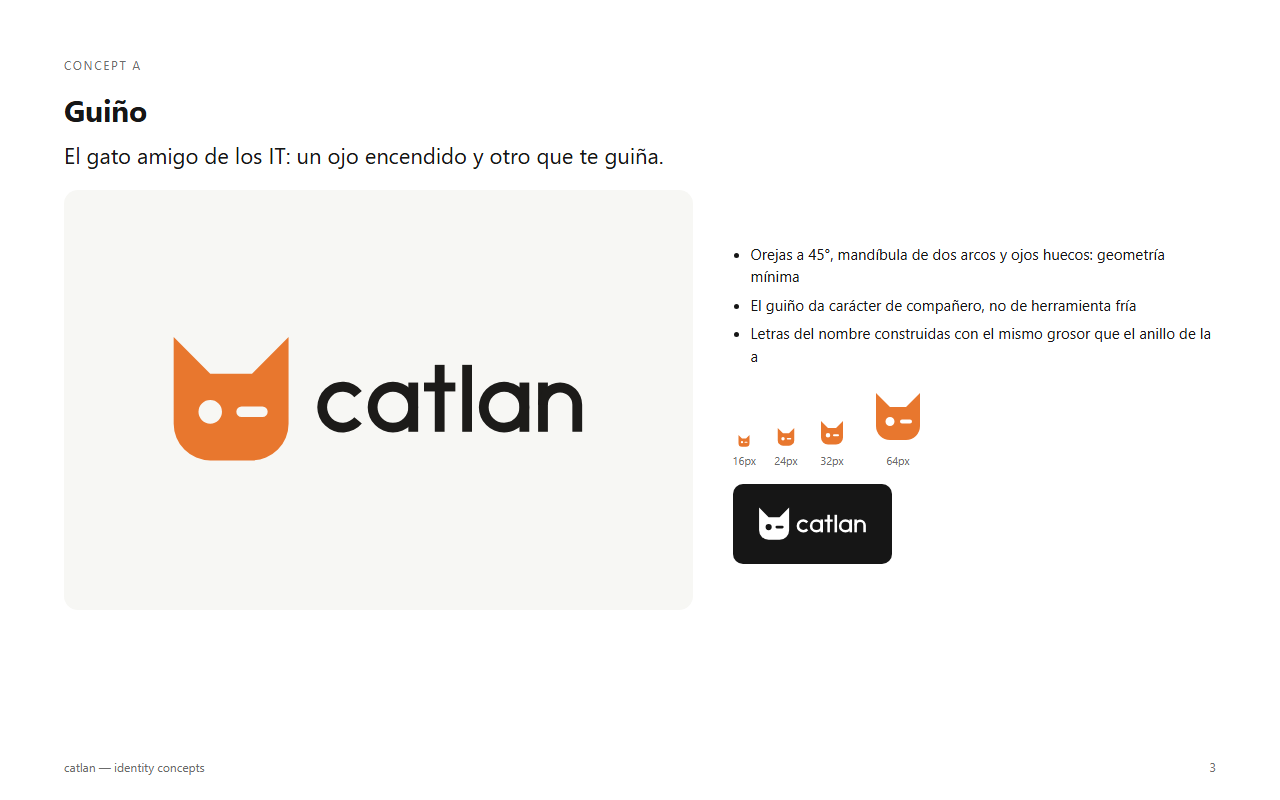 CONCEPT A
Guiño
El gato amigo de los IT: un ojo encendido y otro que te guiña.
catlan
• Orejas a 45°, mandíbula de dos arcos y ojos huecos: geometría
mínima
• El guiño da carácter de compañero, no de herramienta fría
• Letras del nombre construidas con el mismo grosor que el anillo de la
a
16px 24px 32px 64px
catlan
catlan — identity concepts 3